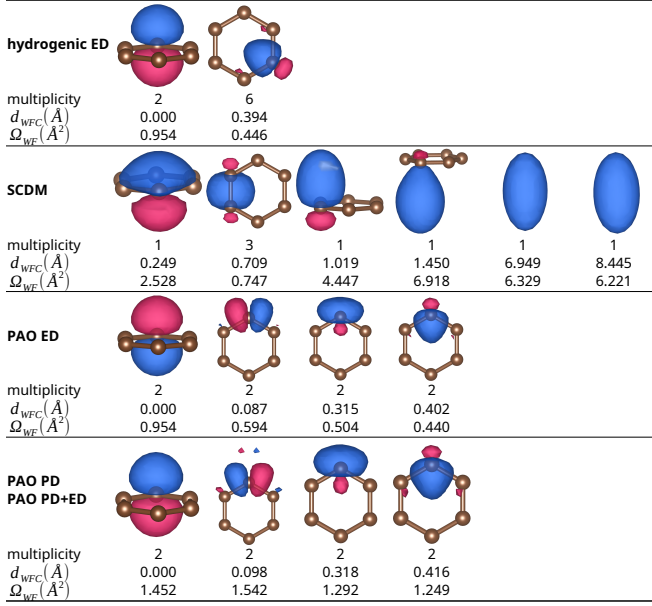 hydrogenic ED
multiplicity 2 6
d_WFC(Å) 0.000 0.394
Ω_WF(Å²) 0.954 0.446
SCDM
multiplicity 1 3 1 1 1 1
d_WFC(Å) 0.249 0.709 1.019 1.450 6.949 8.445
Ω_WF(Å²) 2.528 0.747 4.447 6.918 6.329 6.221
PAO ED
multiplicity 2 2 2 2
d_WFC(Å) 0.000 0.087 0.315 0.402
Ω_WF(Å²) 0.954 0.594 0.504 0.440
PAO PD
PAO PD+ED
multiplicity 2 2 2 2
d_WFC(Å) 0.000 0.098 0.318 0.416
Ω_WF(Å²) 1.452 1.542 1.292 1.249